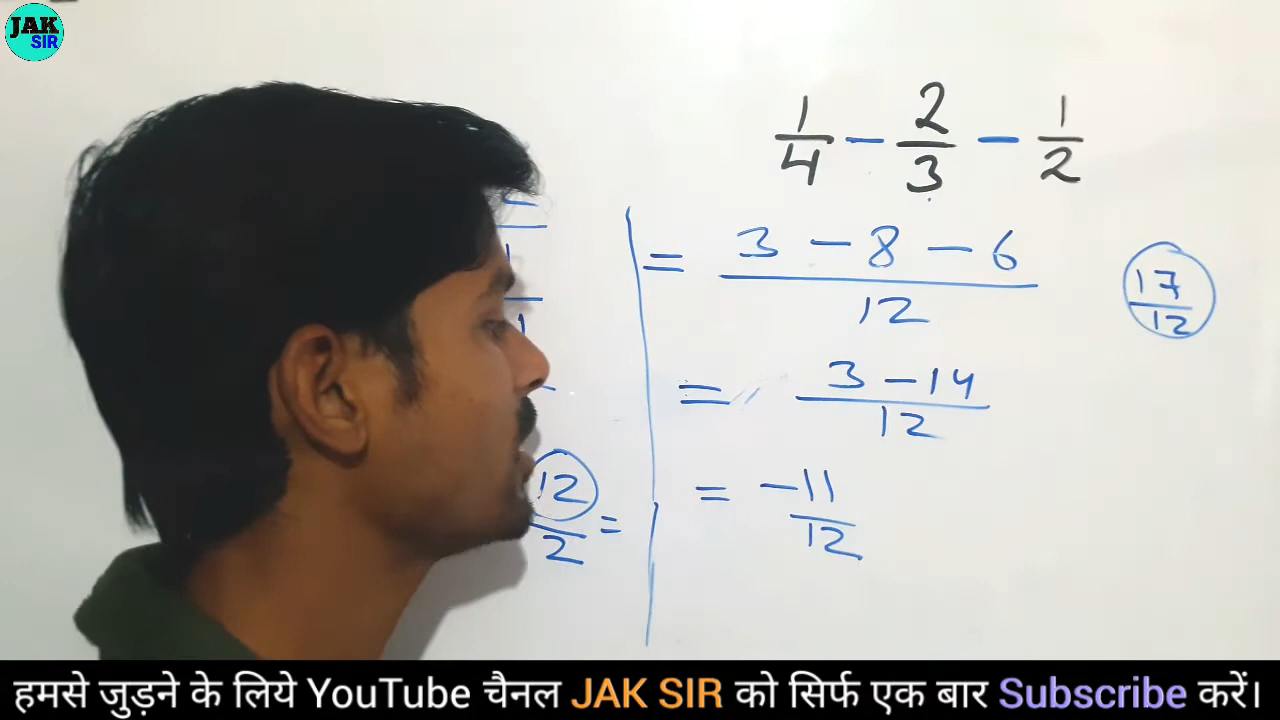 JAK
SIR
1/4 - 2/3 - 1/2
= 3 - 8 - 6 / 12
17/12
= 3 - 14 / 12
12/2 =
= -11/12
हमसे जुड़ने के लिये YouTube चैनल JAK SIR को सिर्फ एक बार Subscribe करें।